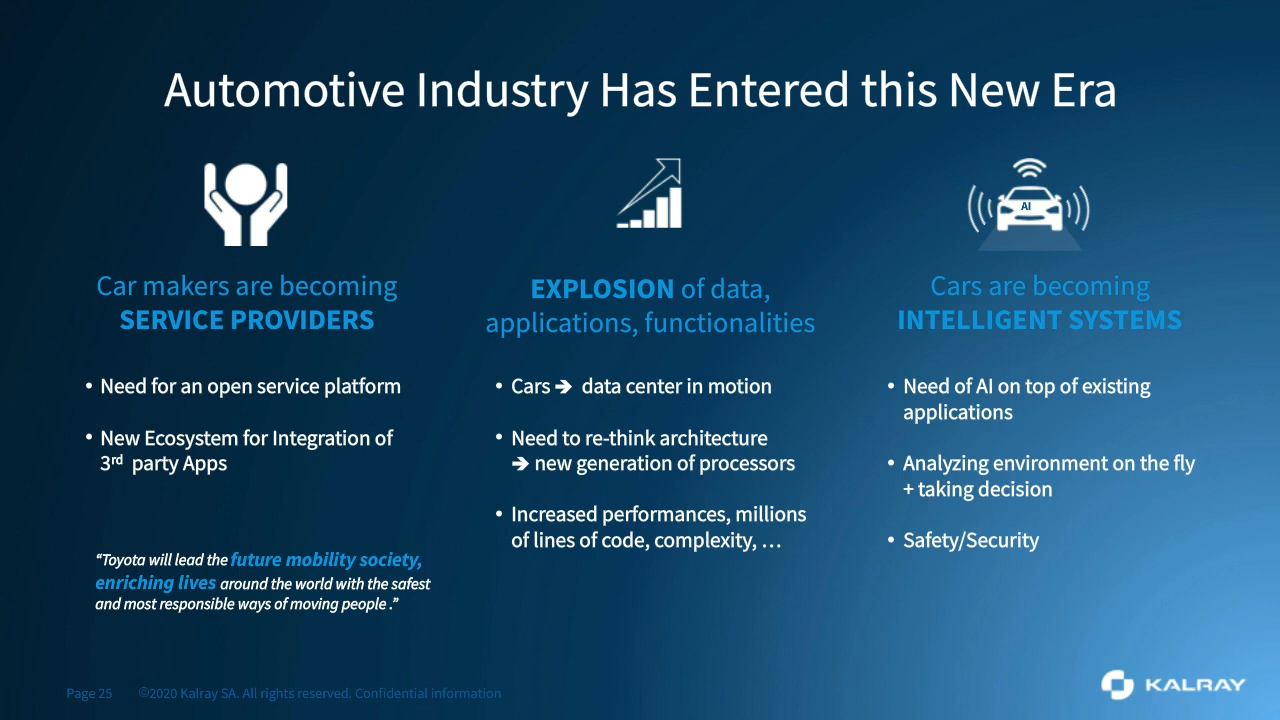 Automotive Industry Has Entered this New Era
AI
Car makers are becoming
SERVICE PROVIDERS
• Need for an open service platform
• New Ecosystem for Integration of
3rd party Apps
“Toyota will lead the future mobility society,
enriching lives around the world with the safest
and most responsible ways of moving people .”
EXPLOSION of data,
applications, functionalities
• Cars ➔ data center in motion
• Need to re-think architecture
➔ new generation of processors
• Increased performances, millions
of lines of code, complexity, …
Cars are becoming
INTELLIGENT SYSTEMS
• Need of AI on top of existing
applications
• Analyzing environment on the fly
+ taking decision
• Safety/Security
Page 25 ©2020 Kalray SA. All rights reserved. Confidential information
KALRAY